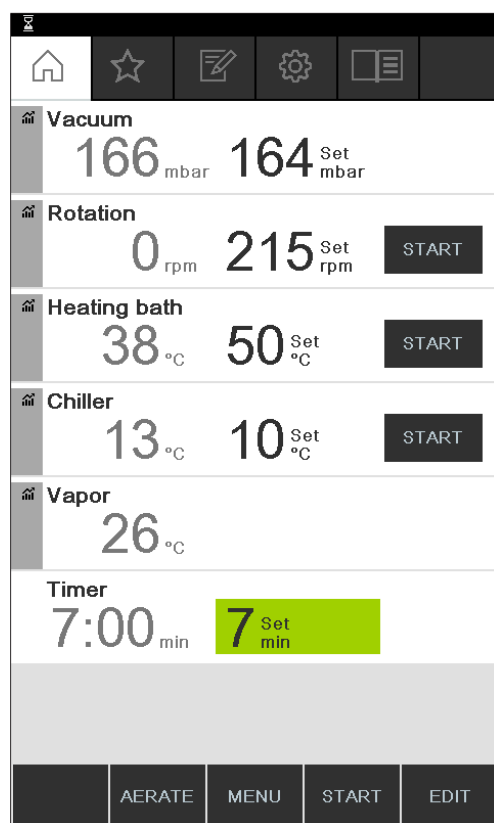 Vacuum
166 mbar 164 Set mbar
Rotation
0 rpm 215 Set rpm START
Heating bath
38 °C 50 Set °C START
Chiller
13 °C 10 Set °C START
Vapor
26 °C
Timer
7:00 min 7 Set min
AERATE MENU START EDIT